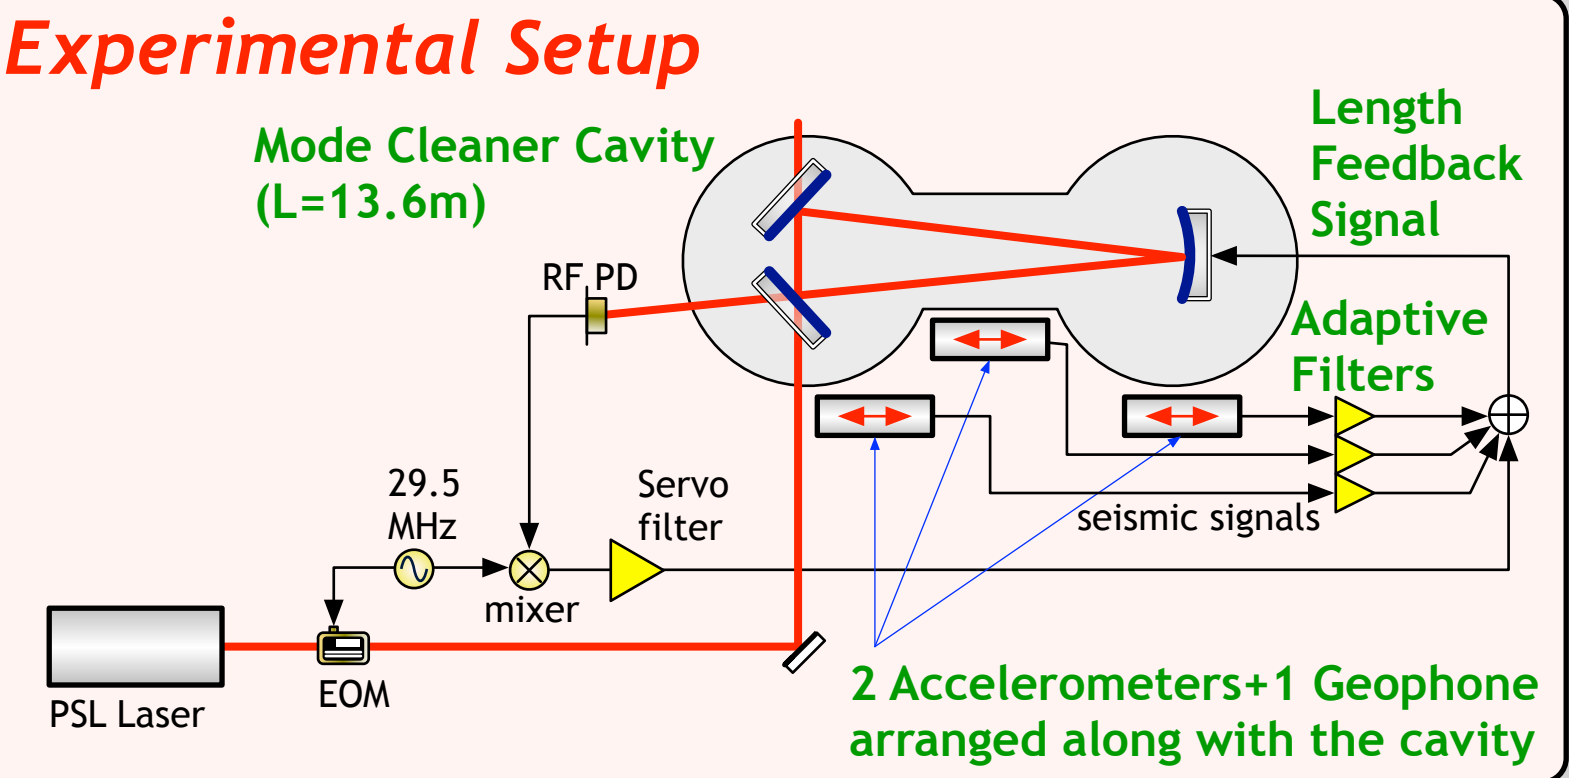 Experimental Setup
Mode Cleaner Cavity
(L=13.6m)
Length
Feedback
Signal
RF PD
Adaptive
Filters
29.5
MHz
Servo
filter
seismic signals
mixer
EOM
PSL Laser
2 Accelerometers+1 Geophone
arranged along with the cavity